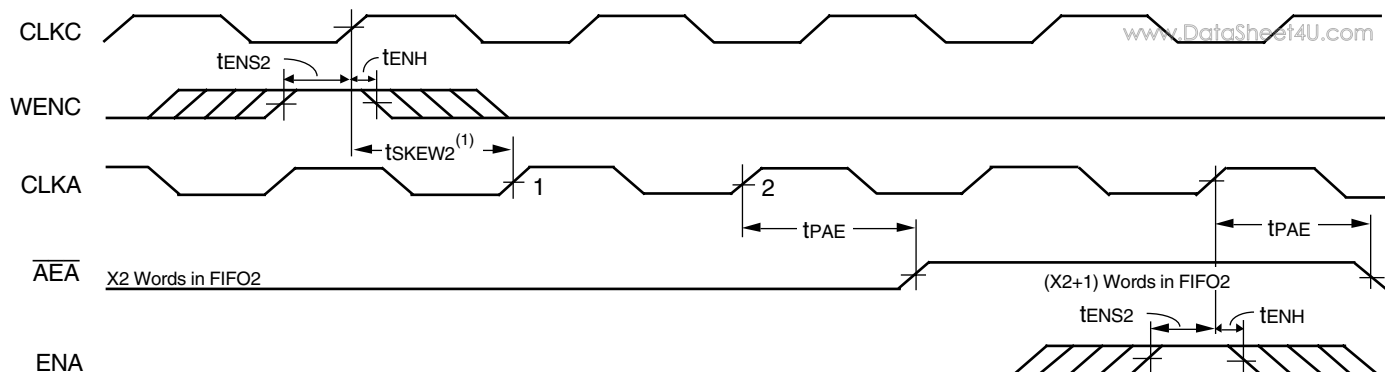 CLKC
www.DataSheet4U.com
tENS2 tENH
WENC
tSKEW2(1)
CLKA 1 2
tPAE tPAE
AEA X2 Words in FIFO2 (X2+1) Words in FIFO2
tENS2 tENH
ENA